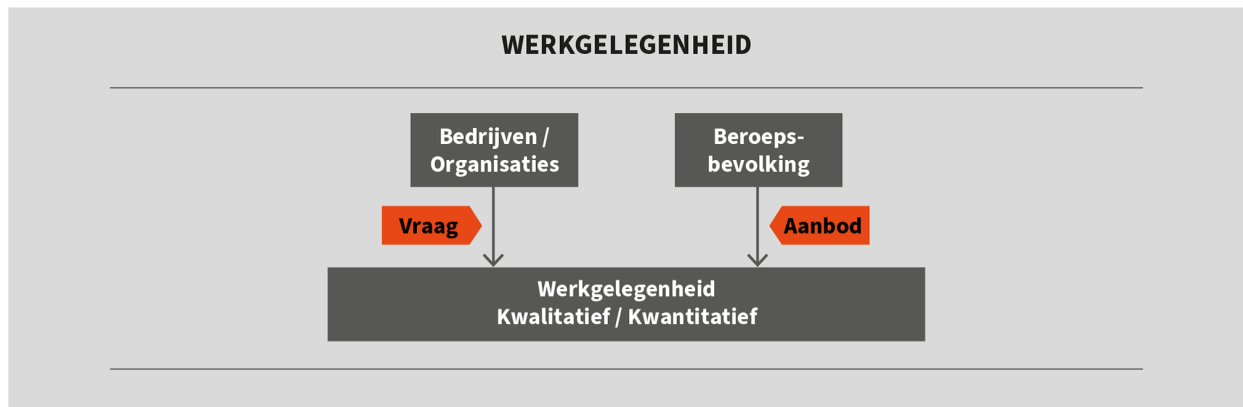 WERKGELEGENHEID
Bedrijven /
Organisaties
Beroeps-
bevolking
Vraag
Aanbod
Werkgelegenheid
Kwalitatief / Kwantitatief